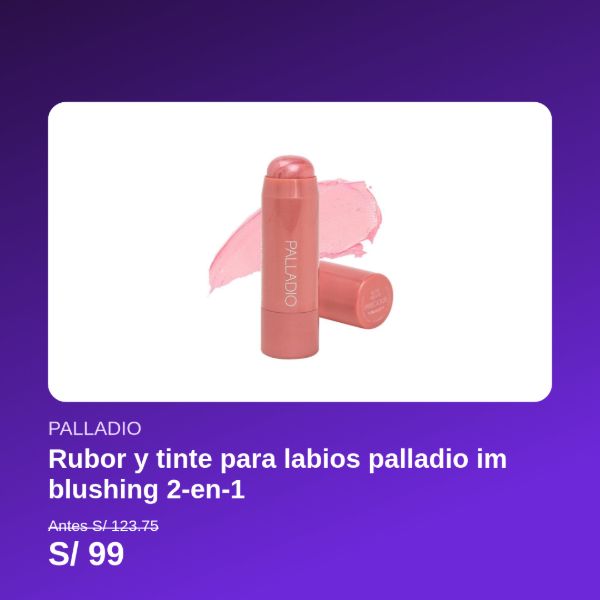 PALLADIO
PALLADIO
Rubor y tinte para labios palladio im
blushing 2-en-1
Antes S/ 123.75
S/ 99